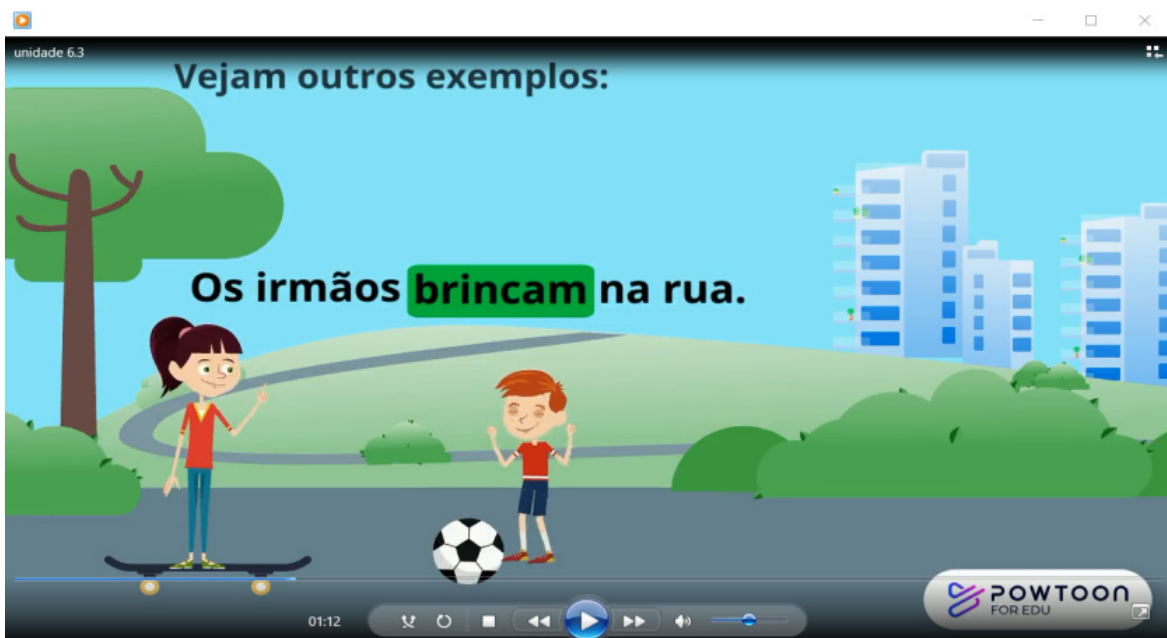 unidade 6.3
Vejam outros exemplos:
Os irmãos brincam na rua.
01:12
POWTOON
FOR EDU